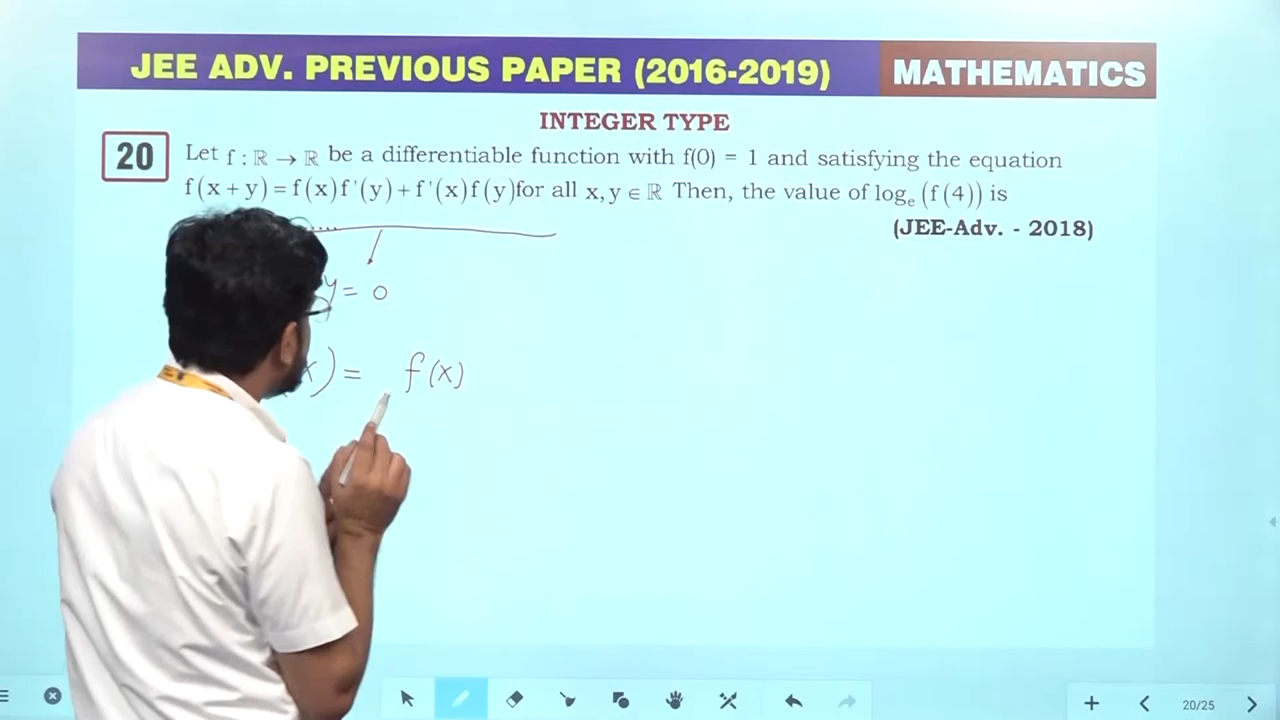 JEE ADV. PREVIOUS PAPER (2016-2019) MATHEMATICS
INTEGER TYPE
20 Let f : ℝ → ℝ be a differentiable function with f(0) = 1 and satisfying the equation
f(x + y) = f(x)f'(y) + f'(x)f(y)for all x, y ∈ ℝ Then, the value of logₑ (f(4)) is
(JEE-Adv. - 2018)
y = 0
x) = f(x)
20/25